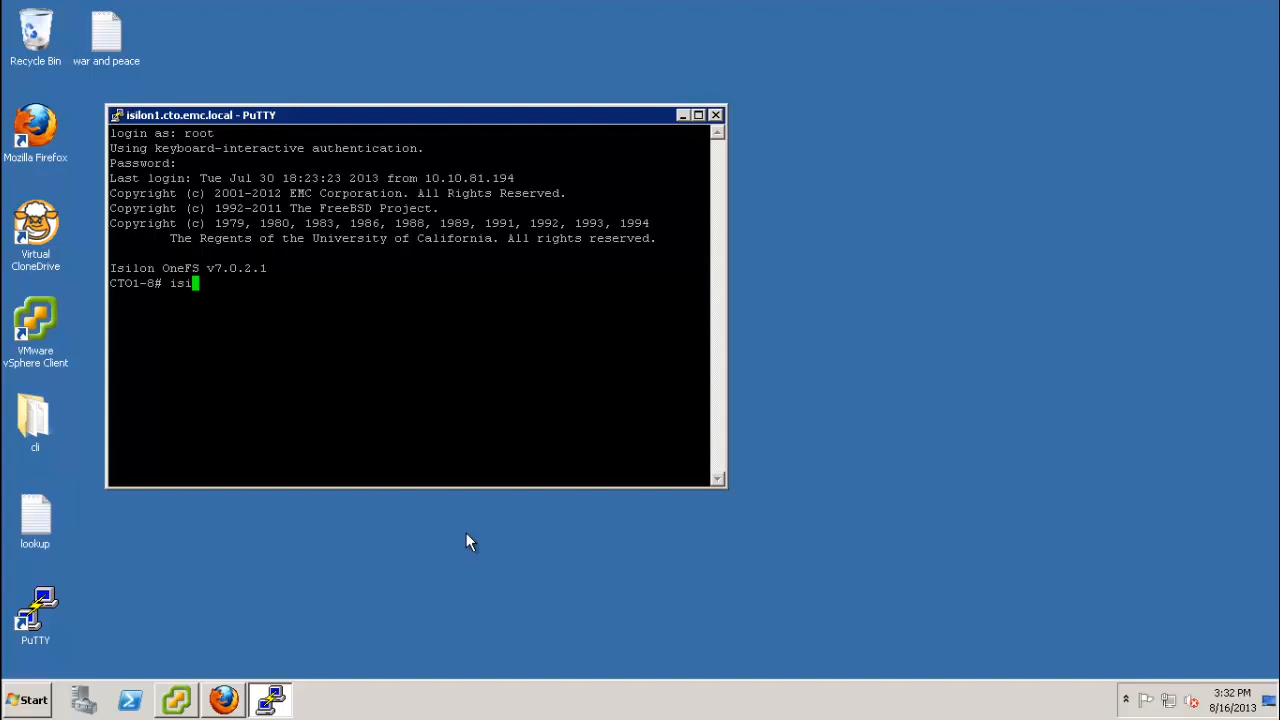 Recycle Bin
war and peace
Mozilla Firefox
Virtual
CloneDrive
VMware
vSphere Client
cli
lookup
PuTTY
isilon1.cto.emc.local - PuTTY
login as: root
Using keyboard-interactive authentication.
Password:
Last login: Tue Jul 30 18:23:23 2013 from 10.10.81.194
Copyright (c) 2001-2012 EMC Corporation. All Rights Reserved.
Copyright (c) 1992-2011 The FreeBSD Project.
Copyright (c) 1979, 1980, 1983, 1986, 1988, 1989, 1991, 1992, 1993, 1994
The Regents of the University of California. All rights reserved.
Isilon OneFS v7.0.2.1
CTO1-8# isi
Start
3:32 PM
8/16/2013